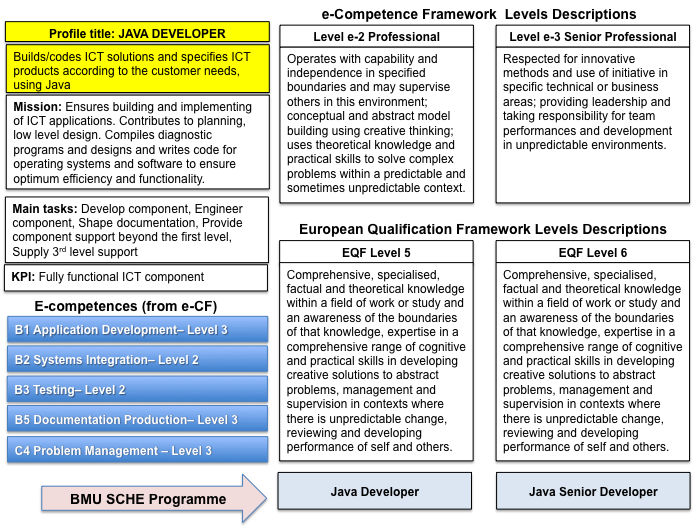 Profile title: JAVA DEVELOPER
Builds/codes ICT solutions and specifies ICT
products according to the customer needs,
using Java
Mission: Ensures building and implementing
of ICT applications. Contributes to planning,
low level design. Compiles diagnostic
programs and designs and writes code for
operating systems and software to ensure
optimum efficiency and functionality.
Main tasks: Develop component, Engineer
component, Shape documentation, Provide
component support beyond the first level,
Supply 3rd level support
KPI: Fully functional ICT component
E-competences (from e-CF)
B1 Application Development– Level 3
B2 Systems Integration– Level 2
B3 Testing– Level 2
B5 Documentation Production– Level 3
C4 Problem Management – Level 3
BMU SCHE Programme
e-Competence Framework Levels Descriptions
Level e-2 Professional
Operates with capability and
independence in specified
boundaries and may supervise
others in this environment;
conceptual and abstract model
building using creative thinking;
uses theoretical knowledge and
practical skills to solve complex
problems within a predictable and
sometimes unpredictable context.
Level e-3 Senior Professional
Respected for innovative
methods and use of initiative in
specific technical or business
areas; providing leadership and
taking responsibility for team
performances and development
in unpredictable environments.
European Qualification Framework Levels Descriptions
EQF Level 5
Comprehensive, specialised,
factual and theoretical knowledge
within a field of work or study and
an awareness of the boundaries
of that knowledge, expertise in a
comprehensive range of cognitive
and practical skills in developing
creative solutions to abstract
problems, management and
supervision in contexts where
there is unpredictable change,
reviewing and developing
performance of self and others.
EQF Level 6
Comprehensive, specialised,
factual and theoretical knowledge
within a field of work or study and
an awareness of the boundaries
of that knowledge, expertise in a
comprehensive range of cognitive
and practical skills in developing
creative solutions to abstract
problems, management and
supervision in contexts where
there is unpredictable change,
reviewing and developing
performance of self and others.
Java Developer
Java Senior Developer